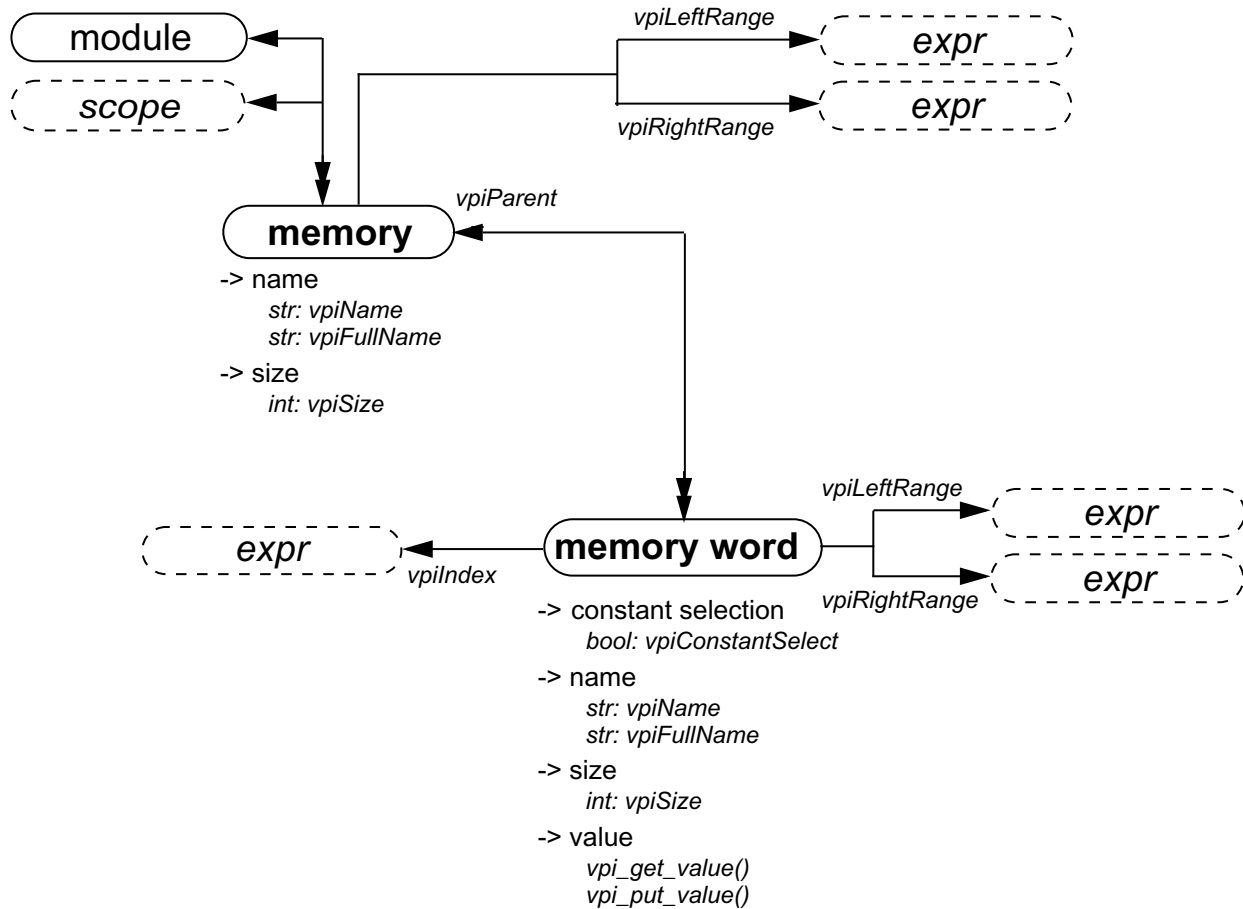 module
vpiLeftRange
expr
scope
expr
vpiRightRange
vpiParent
memory
-> name
str: vpiName
str: vpiFullName
-> size
int: vpiSize
vpiLeftRange
expr
expr
memory word
vpiIndex
expr
vpiRightRange
-> constant selection
bool: vpiConstantSelect
-> name
str: vpiName
str: vpiFullName
-> size
int: vpiSize
-> value
vpi_get_value()
vpi_put_value()